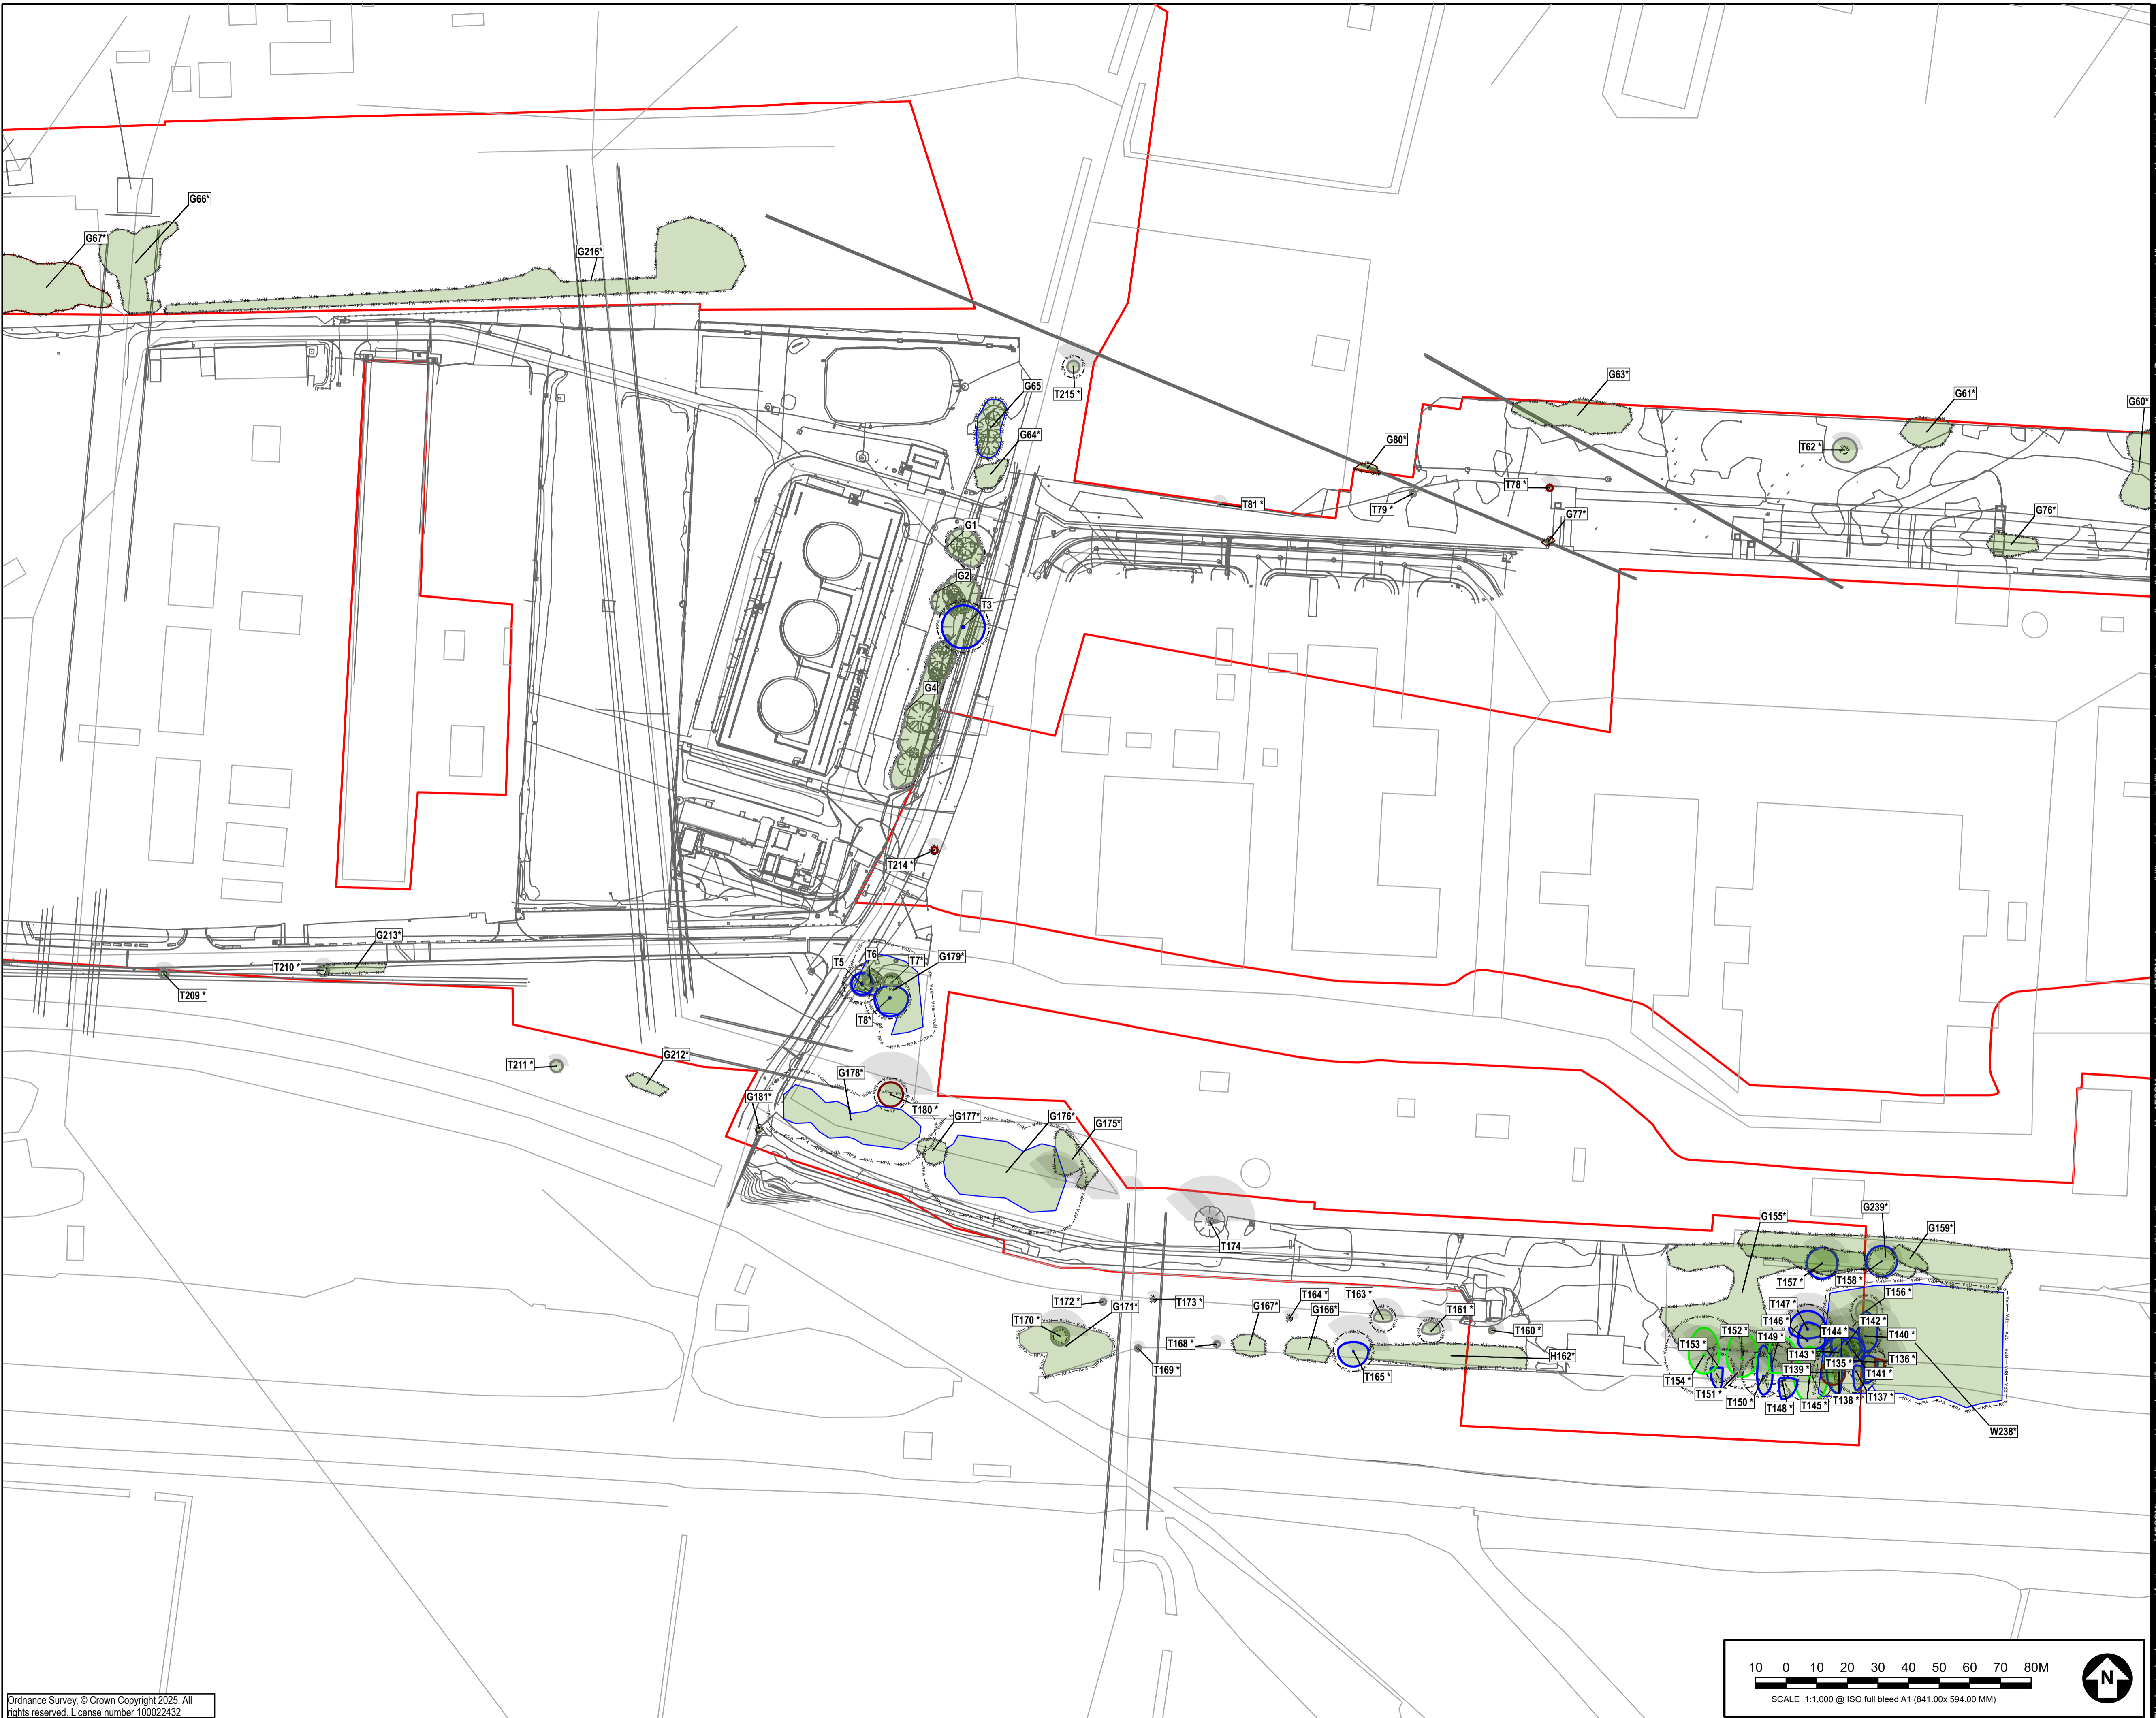 G66*
G67*
G216*
G65
T215 *
G64*
G63*
G61*
G60*
G80*
T62 *
T78 *
T81 *
T79 *
G77*
G76*
G1
G2
T3
G4
T214 *
G213*
T210 *
T209 *
T5
T6
T7*
G179*
T8*
T211 *
G212*
G178*
G181*
T180 *
G177*
G176*
G175*
T174
G155*
G239*
G159*
T157 *
T158 *
T156 *
T172 *
G171*
T173 *
T164 *
T163 *
T161 *
T170 *
G167*
G166*
T160 *
T168 *
T169 *
T165 *
H162*
T147 *
T146 *
T142 *
T152 *
T149 *
T144 *
T140 *
T153 *
T143 *
T139 *
T135 *
T136 *
T154 *
T141 *
T151 *
T150 *
T148 *
T145 *
T138 *
T137 *
W238*
10 0 10 20 30 40 50 60 70 80M
SCALE 1:1,000 @ ISO full bleed A1 (841.00x 594.00 MM)
N
Ordnance Survey, © Crown Copyright 2025. All
rights reserved. License number 100022432